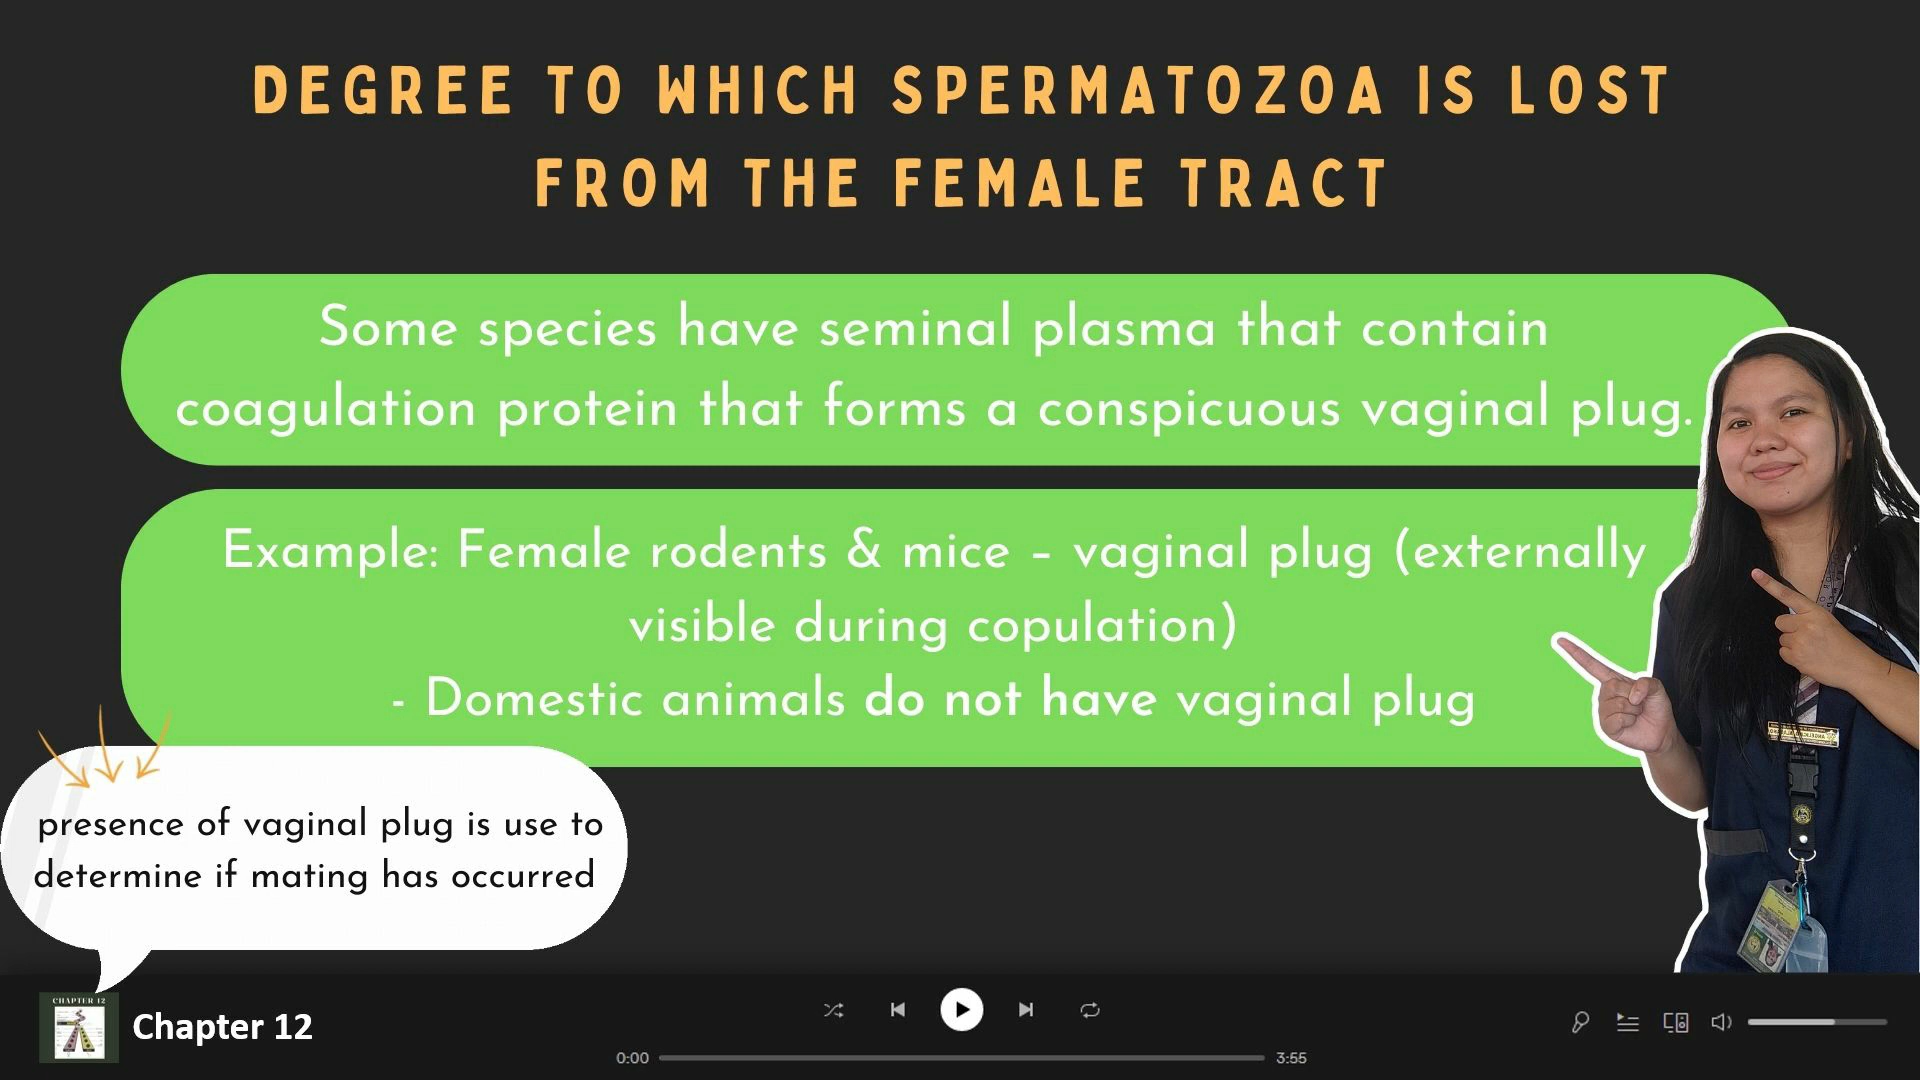 DEGREE TO WHICH SPERMATOZOA IS LOST
FROM THE FEMALE TRACT
Some species have seminal plasma that contain
coagulation protein that forms a conspicuous vaginal plug.
Example: Female rodents & mice – vaginal plug (externally
visible during copulation)
- Domestic animals do not have vaginal plug
presence of vaginal plug is use to
determine if mating has occurred
CHAPTER 12
Chapter 12
0:00
3:55